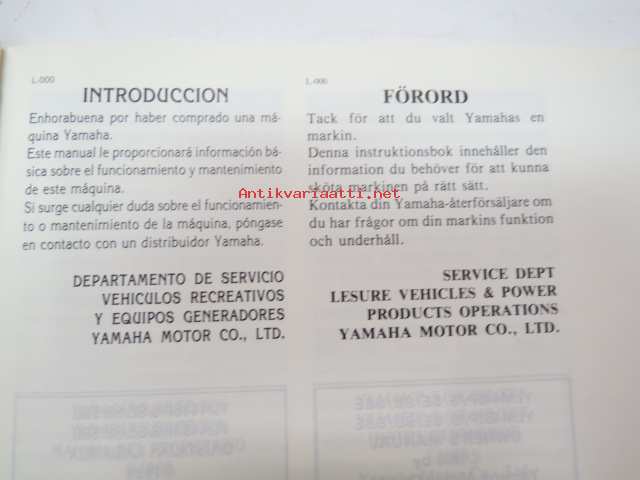 L-000
INTRODUCCION
Enhorabuena por haber comprado una má-
quina Yamaha.
Este manual le proporcionará información bá-
sica sobre el funcionamiento y mantenimiento
de este máquina.
Si surge cualquier duda sobre el funcionamien-
to o mantenimiento de la máquina, póngase
en contacto con un distribuidor Yamaha.
DEPARTAMENTO DE SERVICIO
VEHICULOS RECREATIVOS
Y EQUIPOS GENERADORES
YAMAHA MOTOR CO., LTD.
L-000
FÖRORD
Tack för att du valt Yamahas en
markin.
Denna instruktionsbok innehåller den
information du behöver för att kunna
sköta markinen på rätt sätt.
Kontakta din Yamaha-återförsäljare om
du har frågor om din markins funktion
och underhåll.
SERVICE DEPT
LESURE VEHICLES & POWER
PRODUCTS OPERATIONS
YAMAHA MOTOR CO., LTD.
Antikvariaatti.net